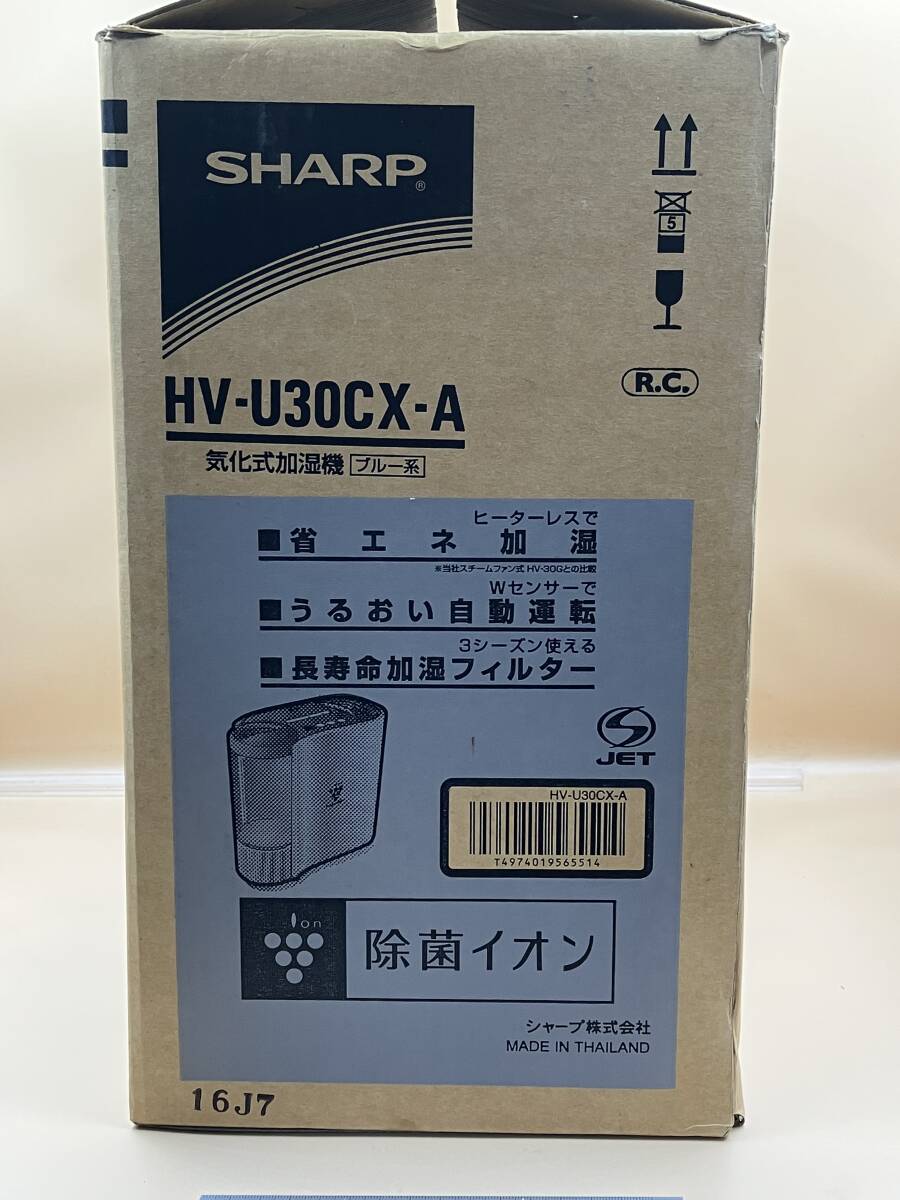 SHARP®
5
R.C.
HV-U30CX-A
気化式加湿機 ブルー系
ヒーターレスで
■省エネ加湿
※当社スチームファン式 HV-30Gとの比較
Wセンサーで
■うるおい自動運転
3シーズン使える
■長寿命加湿フィルター
JET
HV-U30CX-A
T4974019565514
Ion
除菌イオン
シャープ株式会社
MADE IN THAILAND
16J7